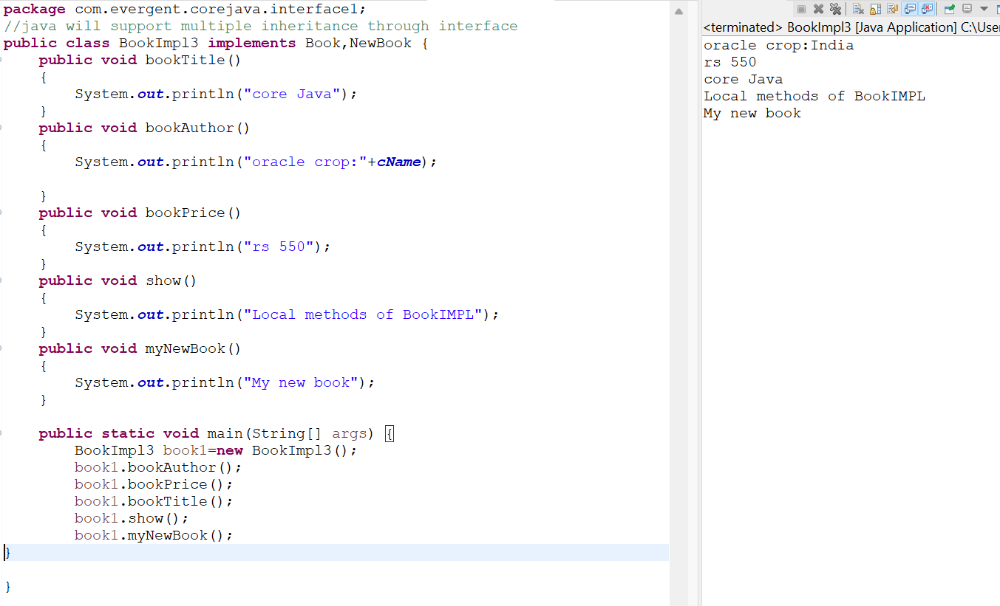 package com.evergent.corejava.interface1;
//java will support multiple inheritance through interface
public class BookImpl3 implements Book,NewBook {
    public void bookTitle()
    {
        System.out.println("core Java");
    }
    public void bookAuthor()
    {
        System.out.println("oracle crop:"+cName);

    }
    public void bookPrice()
    {
        System.out.println("rs 550");
    }
    public void show()
    {
        System.out.println("Local methods of BookIMPL");
    }
    public void myNewBook()
    {
        System.out.println("My new book");
    }

    public static void main(String[] args) {
        BookImpl3 book1=new BookImpl3();
        book1.bookAuthor();
        book1.bookPrice();
        book1.bookTitle();
        book1.show();
        book1.myNewBook();
}

}
<terminated> BookImpl3 [Java Application] C:\User
oracle crop:India
rs 550
core Java
Local methods of BookIMPL
My new book